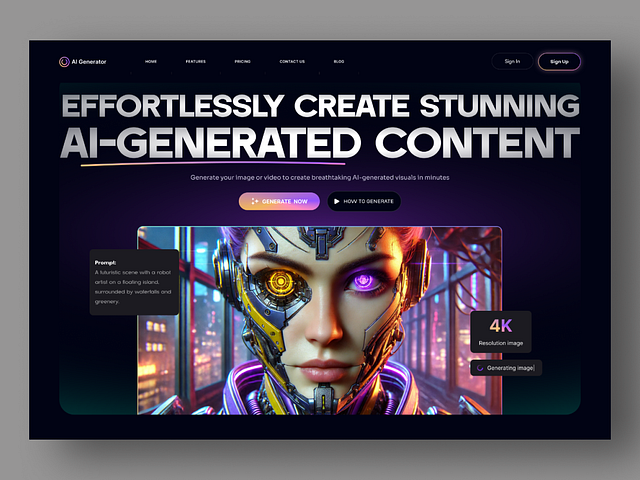 AI Generator
HOME
FEATURES
PRICING
CONTACT US
BLOG
Sign In
Sign Up
EFFORTLESSLY CREATE STUNNING
AI-GENERATED CONTENT
Generate your image or video to create breathtaking AI-generated visuals in minutes
GENERATE NOW
HOW TO GENERATE
Prompt:
A futuristic scene with a robot
artist on a floating island,
surrounded by waterfalls and
greenery.
4K
Resolution image
Generating image